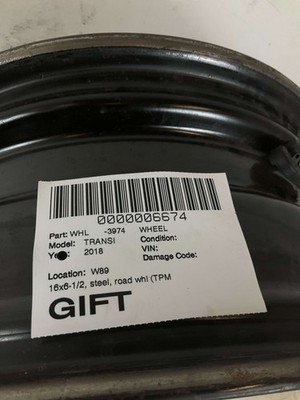 0000006674
Part: WHL -3974 WHEEL
Model: TRANSI Condition:
2018 VIN:
Damage Code:
Location: W89
16x6-1/2, steel, road whl (TPM
GIFT